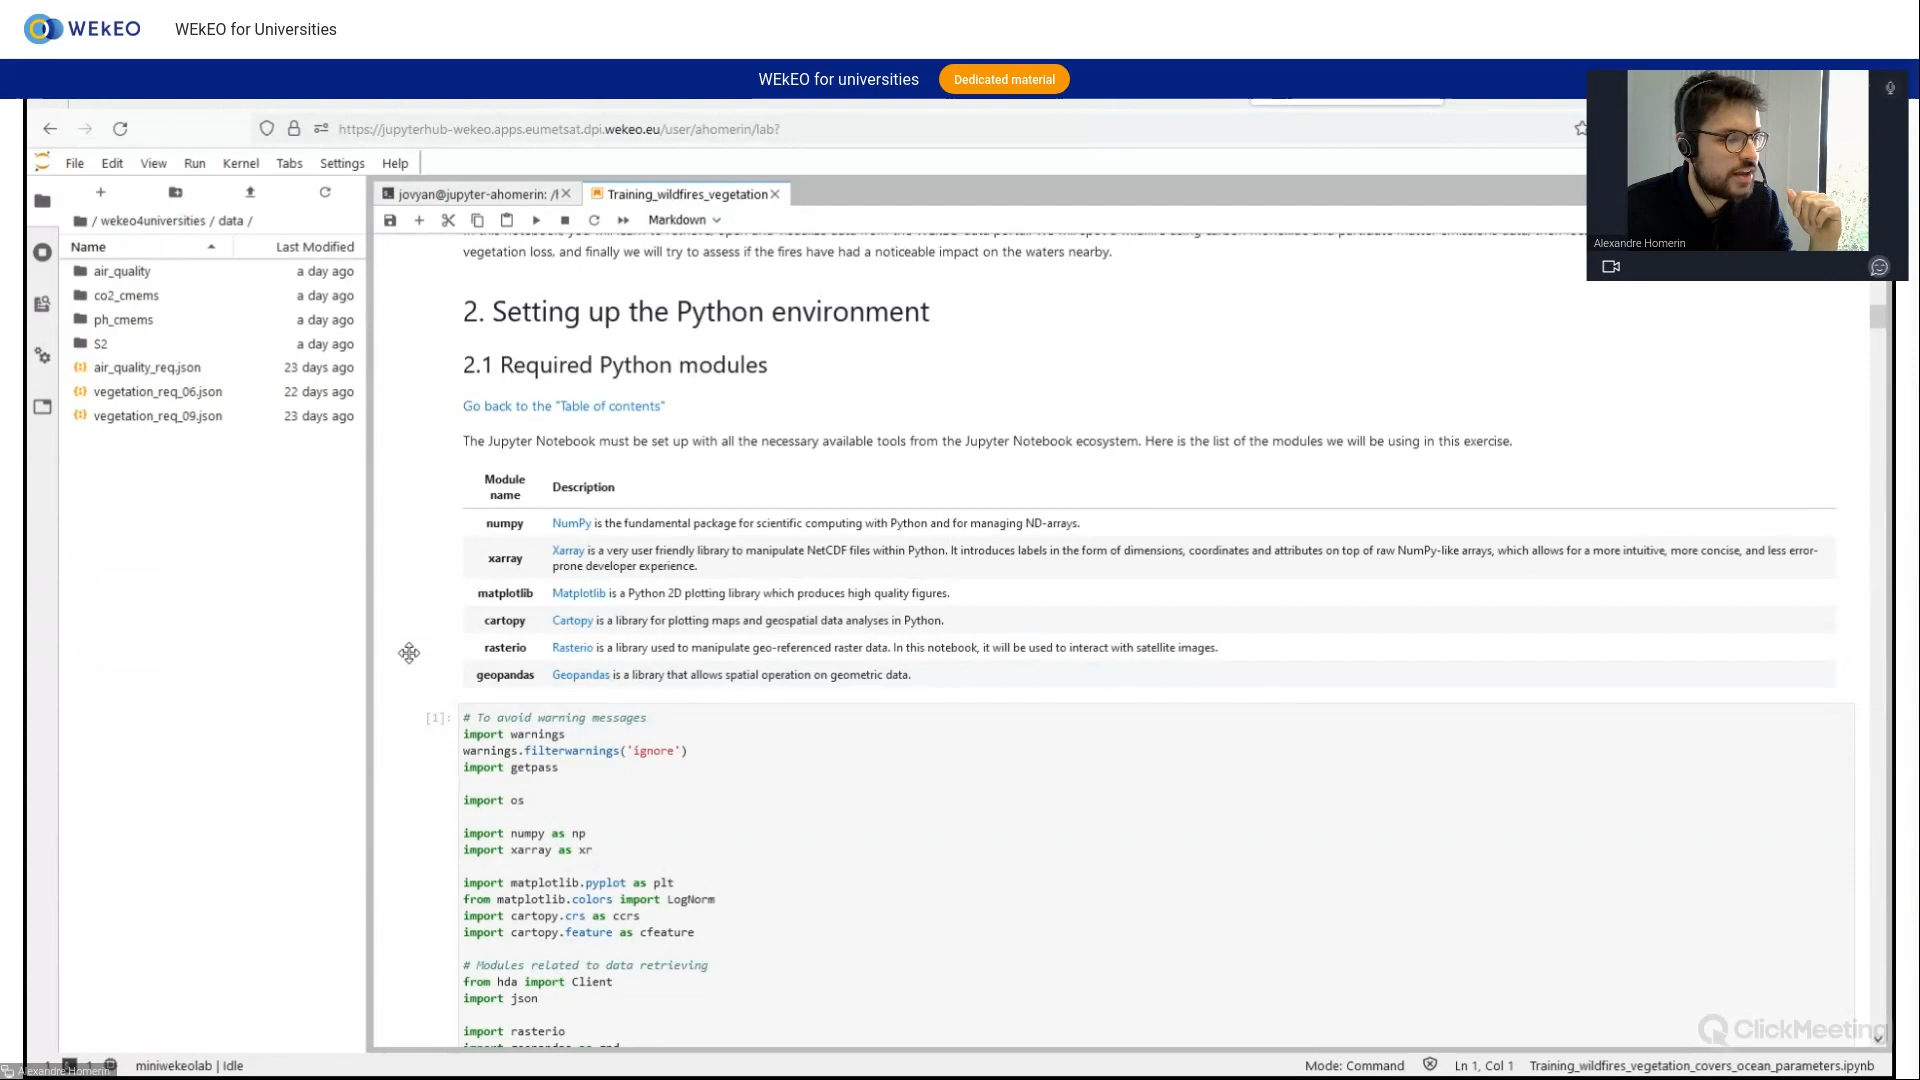 WEkEO
WEkEO for Universities
WEkEO for universities
Dedicated material
https://jupyterhub-wekeo.apps.eumetsat.dpi.wekeo.eu/user/ahomerin/lab?
File Edit View Run Kernel Tabs Settings Help
jovyan@jupyter-ahomerin: /
Training_wildfires_vegetation
Markdown
/ wekeo4universities / data /
Name Last Modified
air_quality a day ago
co2_cmems a day ago
ph_cmems a day ago
S2 a day ago
air_quality_req.json 23 days ago
vegetation_req_06.json 22 days ago
vegetation_req_09.json 23 days ago
Alexandre Homerin
vegetation loss, and finally we will try to assess if the fires have had a noticeable impact on the waters nearby.
2. Setting up the Python environment
2.1 Required Python modules
Go back to the "Table of contents"
The Jupyter Notebook must be set up with all the necessary available tools from the Jupyter Notebook ecosystem. Here is the list of the modules we will be using in this exercise.
Module name Description
numpy NumPy is the fundamental package for scientific computing with Python and for managing ND-arrays.
xarray Xarray is a very user friendly library to manipulate NetCDF files within Python. It introduces labels in the form of dimensions, coordinates and attributes on top of raw NumPy-like arrays, which allows for a more intuitive, more concise, and less error-
prone developer experience.
matplotlib Matplotlib is a Python 2D plotting library which produces high quality figures.
cartopy Cartopy is a library for plotting maps and geospatial data analyses in Python.
rasterio Rasterio is a library used to manipulate geo-referenced raster data. In this notebook, it will be used to interact with satellite images.
geopandas Geopandas is a library that allows spatial operation on geometric data.
[1]:
# To avoid warning messages
import warnings
warnings.filterwarnings('ignore')
import getpass
import os
import numpy as np
import xarray as xr
import matplotlib.pyplot as plt
from matplotlib.colors import LogNorm
import cartopy.crs as ccrs
import cartopy.feature as cfeature
# Modules related to data retrieving
from hda import Client
import json
import rasterio
ClickMeeting
miniwekeolab | Idle
Mode: Command
Ln 1, Col 1
Training_wildfires_vegetation_covers_ocean_parameters.ipynb
Alexandre Homerin